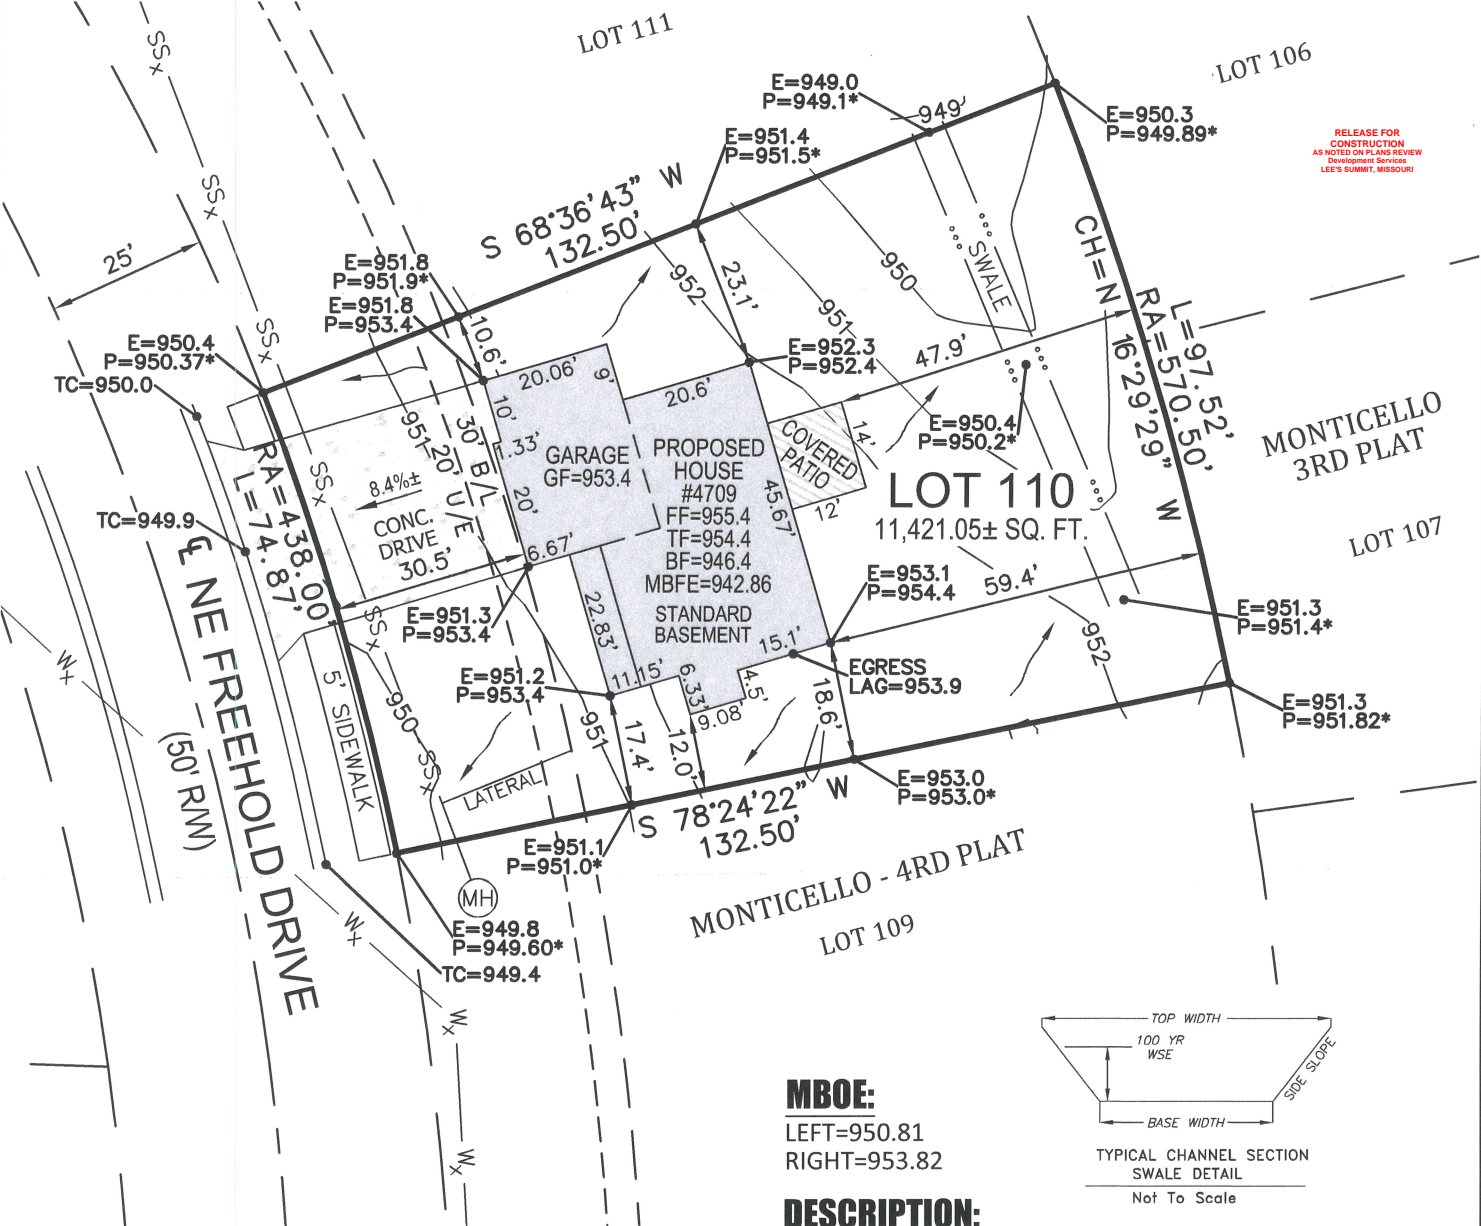 LOT 111
LOT 106
RELEASE FOR
CONSTRUCTION
AS NOTED ON PLANS REVIEW
Development Services
LEE'S SUMMIT, MISSOURI
E=949.0
P=949.1*
949'
E=950.3
P=949.89*
E=951.4
P=951.5*
S 68°36'43" W
132.50'
SSx
SSx
SSx
SSx
SSx
SSx
25'
E=951.8
P=951.9*
E=951.8
P=953.4
E=950.4
P=950.37*
TC=950.0
TC=949.9
952
951
950
SWALE
23.1'
10.6'
20.06'
9'
20.6'
E=952.3
P=952.4
47.9'
CH=N 16°29'29" W
RA=570.50'
L=97.52'
MONTICELLO
3RD PLAT
LOT 107
951
20' U/E
30' B/L
10'
1.33'
20'
GARAGE
GF=953.4
PROPOSED
HOUSE
#4709
FF=955.4
TF=954.4
BF=946.4
MBFE=942.86
STANDARD
BASEMENT
COVERED
PATIO
14'
12'
45.67'
E=950.4
P=950.2*
LOT 110
11,421.05± SQ. FT.
RA=438.00'
L=74.87'
8.4%±
CONC.
DRIVE
30.5'
6.67'
E=951.3
P=953.4
22.83'
E=953.1
P=954.4
59.4'
E=951.3
P=951.4*
952
15.1'
EGRESS
LAG=953.9
E=951.2
P=953.4
11.15'
6.33'
4.5'
9.08'
18.6'
17.4'
12.0'
951
950
E=951.3
P=951.82*
℄ NE FREEHOLD DRIVE
(50' R/W)
5' SIDEWALK
LATERAL
E=953.0
P=953.0*
S 78°24'22" W
132.50'
E=951.1
P=951.0*
MH
E=949.8
P=949.60*
TC=949.4
MONTICELLO - 4RD PLAT
LOT 109
Wx
Wx
Wx
Wx
TOP WIDTH
100 YR
WSE
SIDE SLOPE
BASE WIDTH
TYPICAL CHANNEL SECTION
SWALE DETAIL
Not To Scale
MBOE:
LEFT=950.81
RIGHT=953.82
DESCRIPTION: